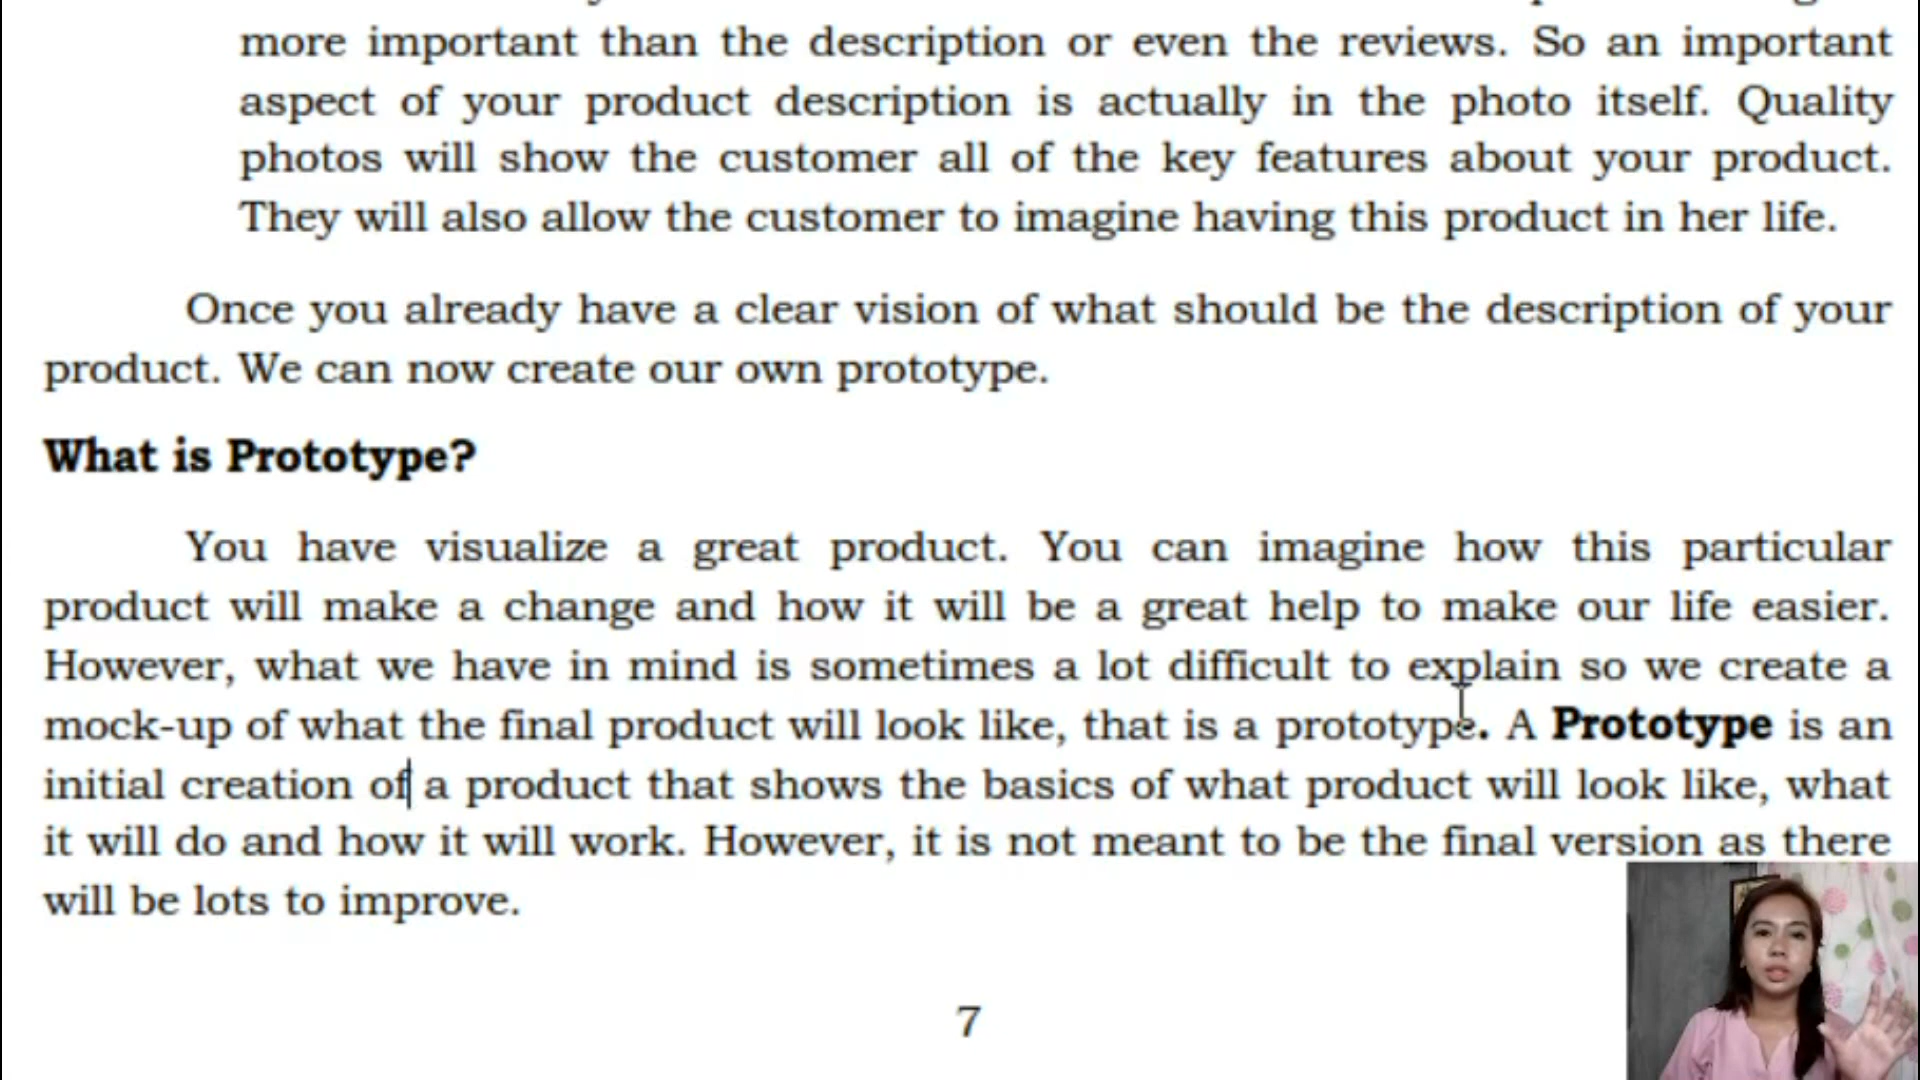 more important than the description or even the reviews. So an important
aspect of your product description is actually in the photo itself. Quality
photos will show the customer all of the key features about your product.
They will also allow the customer to imagine having this product in her life.
Once you already have a clear vision of what should be the description of your
product. We can now create our own prototype.
What is Prototype?
You have visualize a great product. You can imagine how this particular
product will make a change and how it will be a great help to make our life easier.
However, what we have in mind is sometimes a lot difficult to explain so we create a
mock-up of what the final product will look like, that is a prototype. A Prototype is an
initial creation of a product that shows the basics of what product will look like, what
it will do and how it will work. However, it is not meant to be the final version as there
will be lots to improve.
7